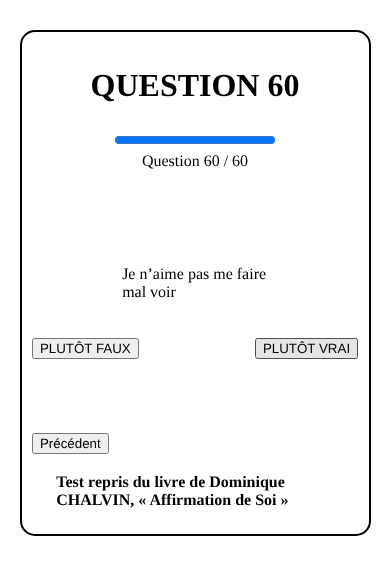 QUESTION 60
Question 60 / 60
Je n’aime pas me faire
mal voir
PLUTÔT FAUX
PLUTÔT VRAI
Précédent
Test repris du livre de Dominique
CHALVIN, « Affirmation de Soi »